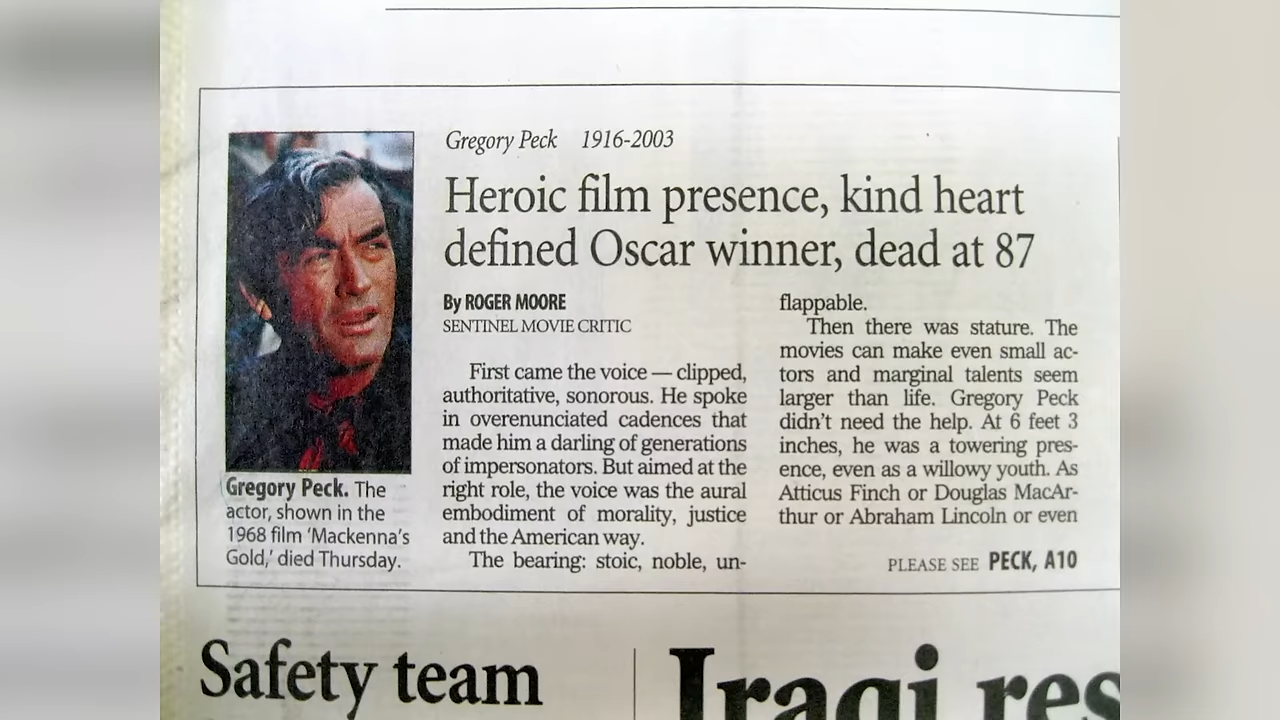 Gregory Peck 1916-2003
Heroic film presence, kind heart
defined Oscar winner, dead at 87
By ROGER MOORE
SENTINEL MOVIE CRITIC
First came the voice — clipped,
authoritative, sonorous. He spoke
in overenunciated cadences that
made him a darling of generations
of impersonators. But aimed at the
right role, the voice was the aural
embodiment of morality, justice
and the American way.
The bearing: stoic, noble, un-
flappable.
Then there was stature. The
movies can make even small ac-
tors and marginal talents seem
larger than life. Gregory Peck
didn't need the help. At 6 feet 3
inches, he was a towering pres-
ence, even as a willowy youth. As
Atticus Finch or Douglas MacAr-
thur or Abraham Lincoln or even
PLEASE SEE PECK, A10
Gregory Peck. The
actor, shown in the
1968 film 'Mackenna's
Gold,' died Thursday.
Safety team
Iraqi res